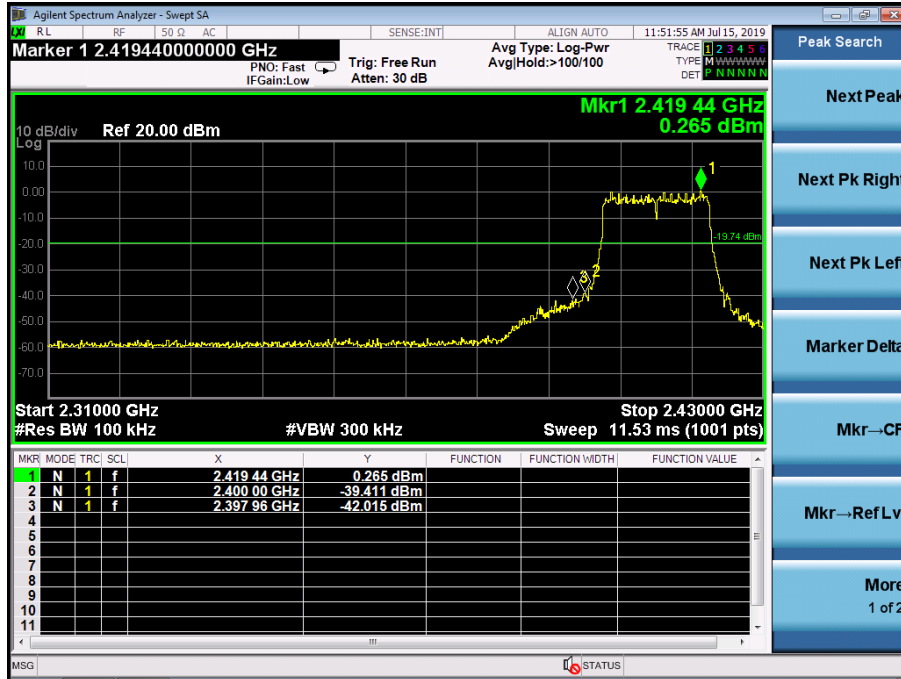 Agilent Spectrum Analyzer - Swept SA
LXI RL RF 50 Ω AC SENSE:INT ALIGN AUTO 11:51:55 AM Jul 15, 2019
Marker 1 2.419440000000 GHz
PNO: Fast
IFGain:Low
Trig: Free Run
Atten: 30 dB
Avg Type: Log-Pwr
Avg|Hold:>100/100
TRACE 1 2 3 4 5 6
TYPE M WWWWW
DET P N N N N N
Mkr1 2.419 44 GHz
0.265 dBm
10 dB/div Ref 20.00 dBm
Log
10.0
0.00
-10.0
-20.0
-30.0
-40.0
-50.0
-60.0
-70.0
1
-19.74 dBm
3 2
Start 2.31000 GHz Stop 2.43000 GHz
#Res BW 100 kHz #VBW 300 kHz Sweep 11.53 ms (1001 pts)
MKR MODE TRC SCL X Y FUNCTION FUNCTION WIDTH FUNCTION VALUE
1 N 1 f 2.419 44 GHz 0.265 dBm
2 N 1 f 2.400 00 GHz -39.411 dBm
3 N 1 f 2.397 96 GHz -42.015 dBm
4
5
6
7
8
9
10
11
MSG STATUS
Peak Search
Next Peak
Next Pk Right
Next Pk Lef
Marker Delta
Mkr→CF
Mkr→Ref Lv
More
1 of 2